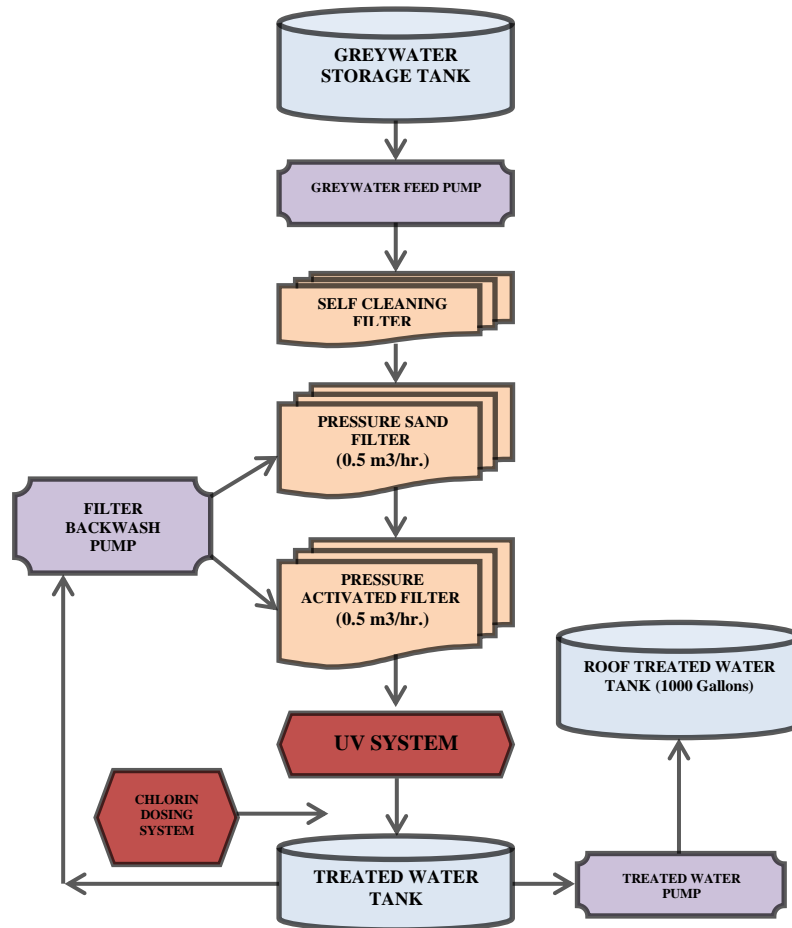 GREYWATER
STORAGE TANK
GREYWATER FEED PUMP
SELF CLEANING
FILTER
PRESSURE SAND
FILTER
(0.5 m3/hr.)
FILTER
BACKWASH
PUMP
PRESSURE
ACTIVATED FILTER
(0.5 m3/hr.)
ROOF TREATED WATER
TANK (1000 Gallons)
UV SYSTEM
CHLORIN
DOSING
SYSTEM
TREATED WATER
TANK
TREATED WATER
PUMP